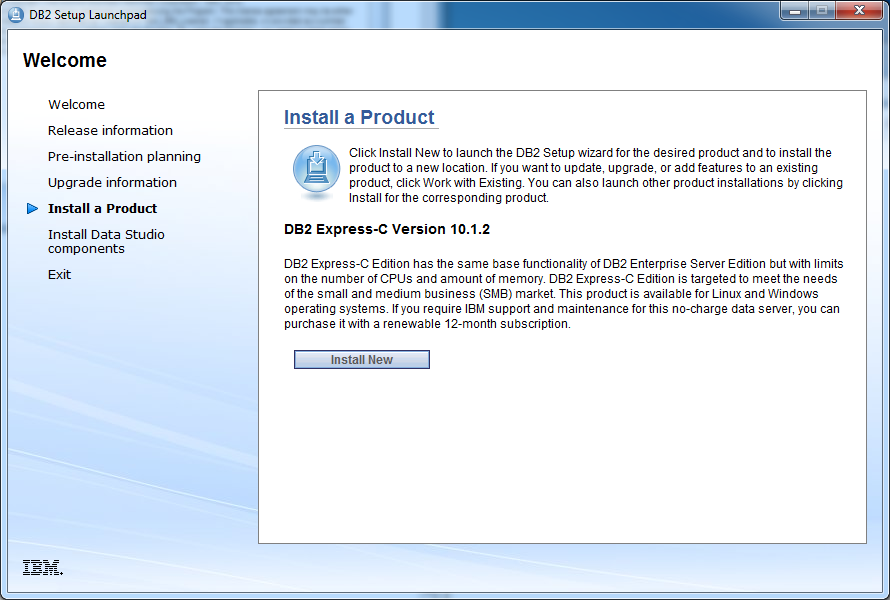 DB2 Setup Launchpad
Welcome
Welcome
Release information
Pre-installation planning
Upgrade information
Install a Product
Install Data Studio
components
Exit
Install a Product
Click Install New to launch the DB2 Setup wizard for the desired product and to install the
product to a new location. If you want to update, upgrade, or add features to an existing
product, click Work with Existing. You can also launch other product installations by clicking
Install for the corresponding product.
DB2 Express-C Version 10.1.2
DB2 Express-C Edition has the same base functionality of DB2 Enterprise Server Edition but with limits
on the number of CPUs and amount of memory. DB2 Express-C Edition is targeted to meet the needs
of the small and medium business (SMB) market. This product is available for Linux and Windows
operating systems. If you require IBM support and maintenance for this no-charge data server, you can
purchase it with a renewable 12-month subscription.
Install New
IBM.